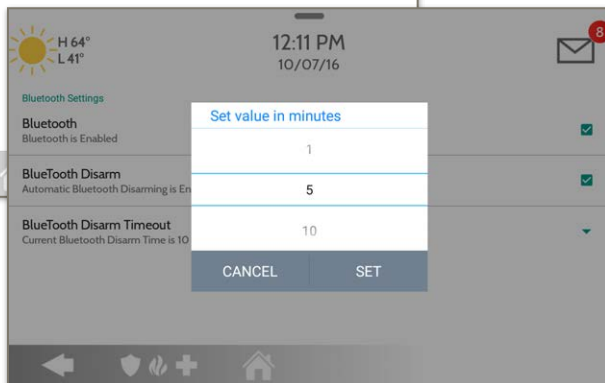 8
H 64°
L 41°
12:11 PM
10/07/16
Bluetooth Settings
Bluetooth
Bluetooth is Enabled
BlueTooth Disarm
Automatic Bluetooth Disarming is En
BlueTooth Disarm Timeout
Current Bluetooth Disarm Time is 10
Set value in minutes
1
5
10
CANCEL SET